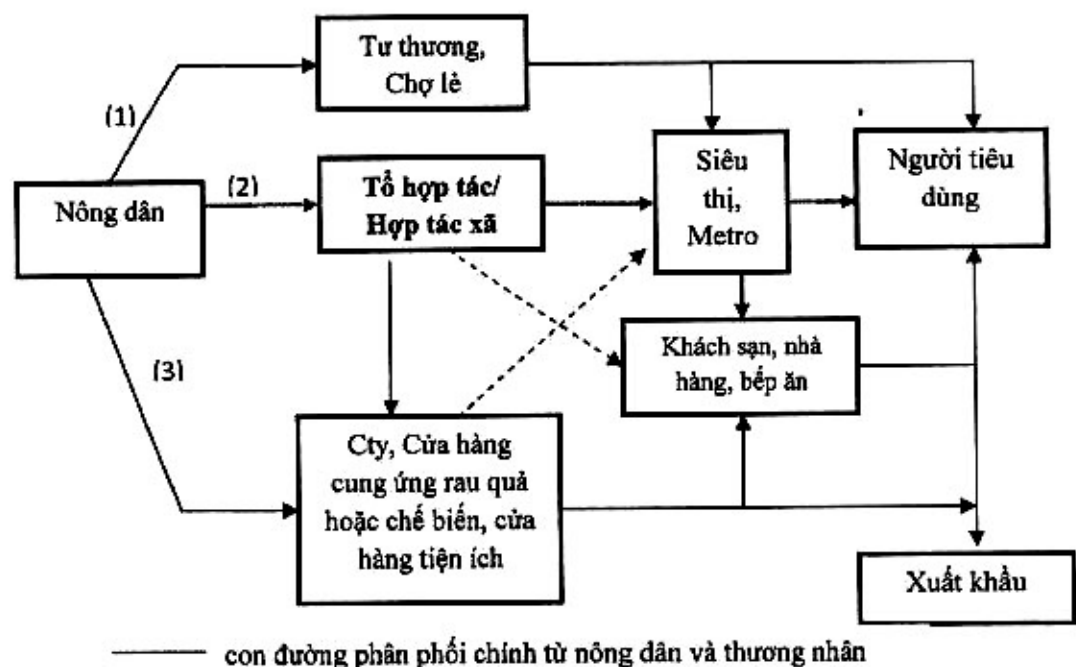 Tư thương,
Chợ lẻ
(1)
Nông dân
(2)
Tổ hợp tác/
Hợp tác xã
Siêu
thị,
Metro
Người tiêu
dùng
(3)
Khách sạn, nhà
hàng, bếp ăn
Cty, Cửa hàng
cung ứng rau quả
hoặc chế biến, cửa
hàng tiện ích
Xuất khẩu
con đường phân phối chính từ nông dân và thương nhân